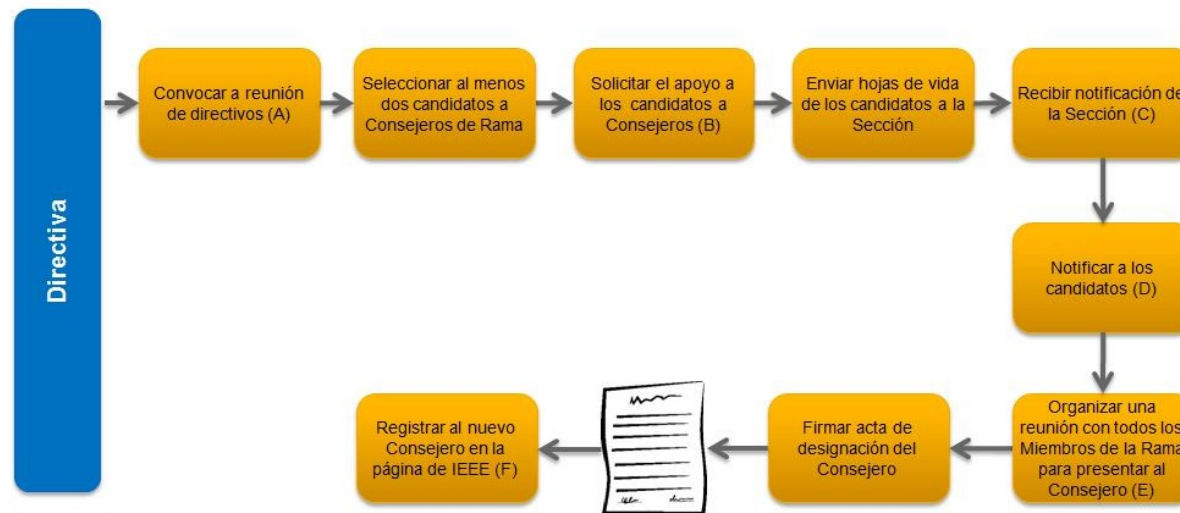 Directiva
Convocar a reunión
de directivos (A)
Seleccionar al menos
dos candidatos a
Consejeros de Rama
Solicitar el apoyo a
los candidatos a
Consejeros (B)
Enviar hojas de vida
de los candidatos a la
Sección
Recibir notificación de
la Sección (C)
Notificar a los
candidatos (D)
Organizar una
reunión con todos los
Miembros de la Rama
para presentar al
Consejero (E)
Firmar acta de
designación del
Consejero
Registrar al nuevo
Consejero en la
página de IEEE (F)